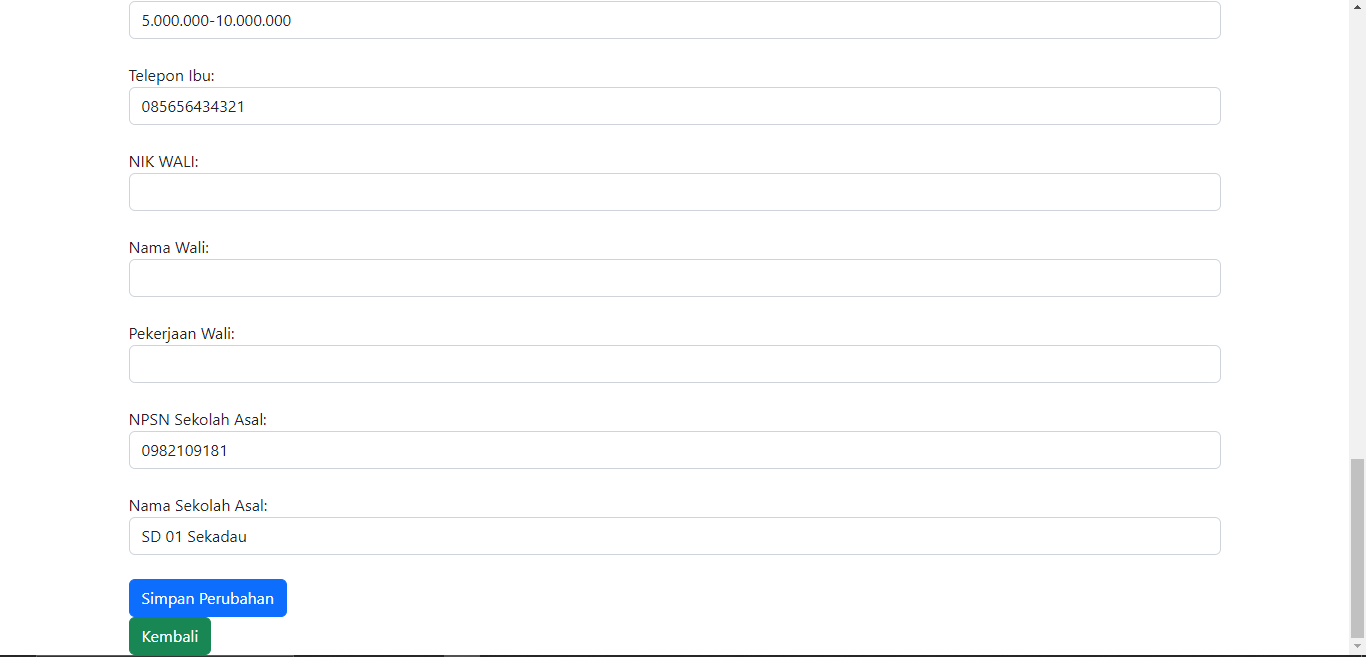 5.000.000-10.000.000
Telepon Ibu:
085656434321
NIK WALI:
Nama Wali:
Pekerjaan Wali:
NPSN Sekolah Asal:
0982109181
Nama Sekolah Asal:
SD 01 Sekadau
Simpan Perubahan
Kembali